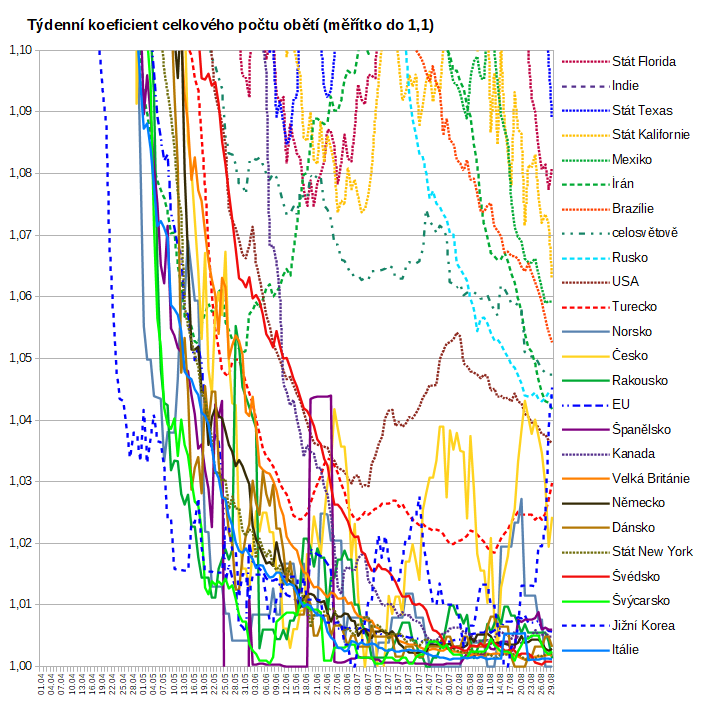 Týdenní koeficient celkového počtu obětí (měřítko do 1,1)
1,10
1,09
1,08
1,07
1,06
1,05
1,04
1,03
1,02
1,01
1,00
01.04
04.04
07.04
10.04
13.04
16.04
19.04
22.04
25.04
28.04
01.05
04.05
07.05
10.05
13.05
16.05
19.05
22.05
25.05
28.05
31.05
03.06
06.06
09.06
12.06
15.06
18.06
21.06
24.06
27.06
30.06
03.07
06.07
09.07
12.07
15.07
18.07
21.07
24.07
27.07
30.07
02.08
05.08
08.08
11.08
14.08
17.08
20.08
23.08
26.08
29.08
Stát Florida
Indie
Stát Texas
Stát Kalifornie
Mexiko
Írán
Brazílie
celosvětově
Rusko
USA
Turecko
Norsko
Česko
Rakousko
EU
Španělsko
Kanada
Velká Británie
Německo
Dánsko
Stát New York
Švédsko
Švýcarsko
Jižní Korea
Itálie